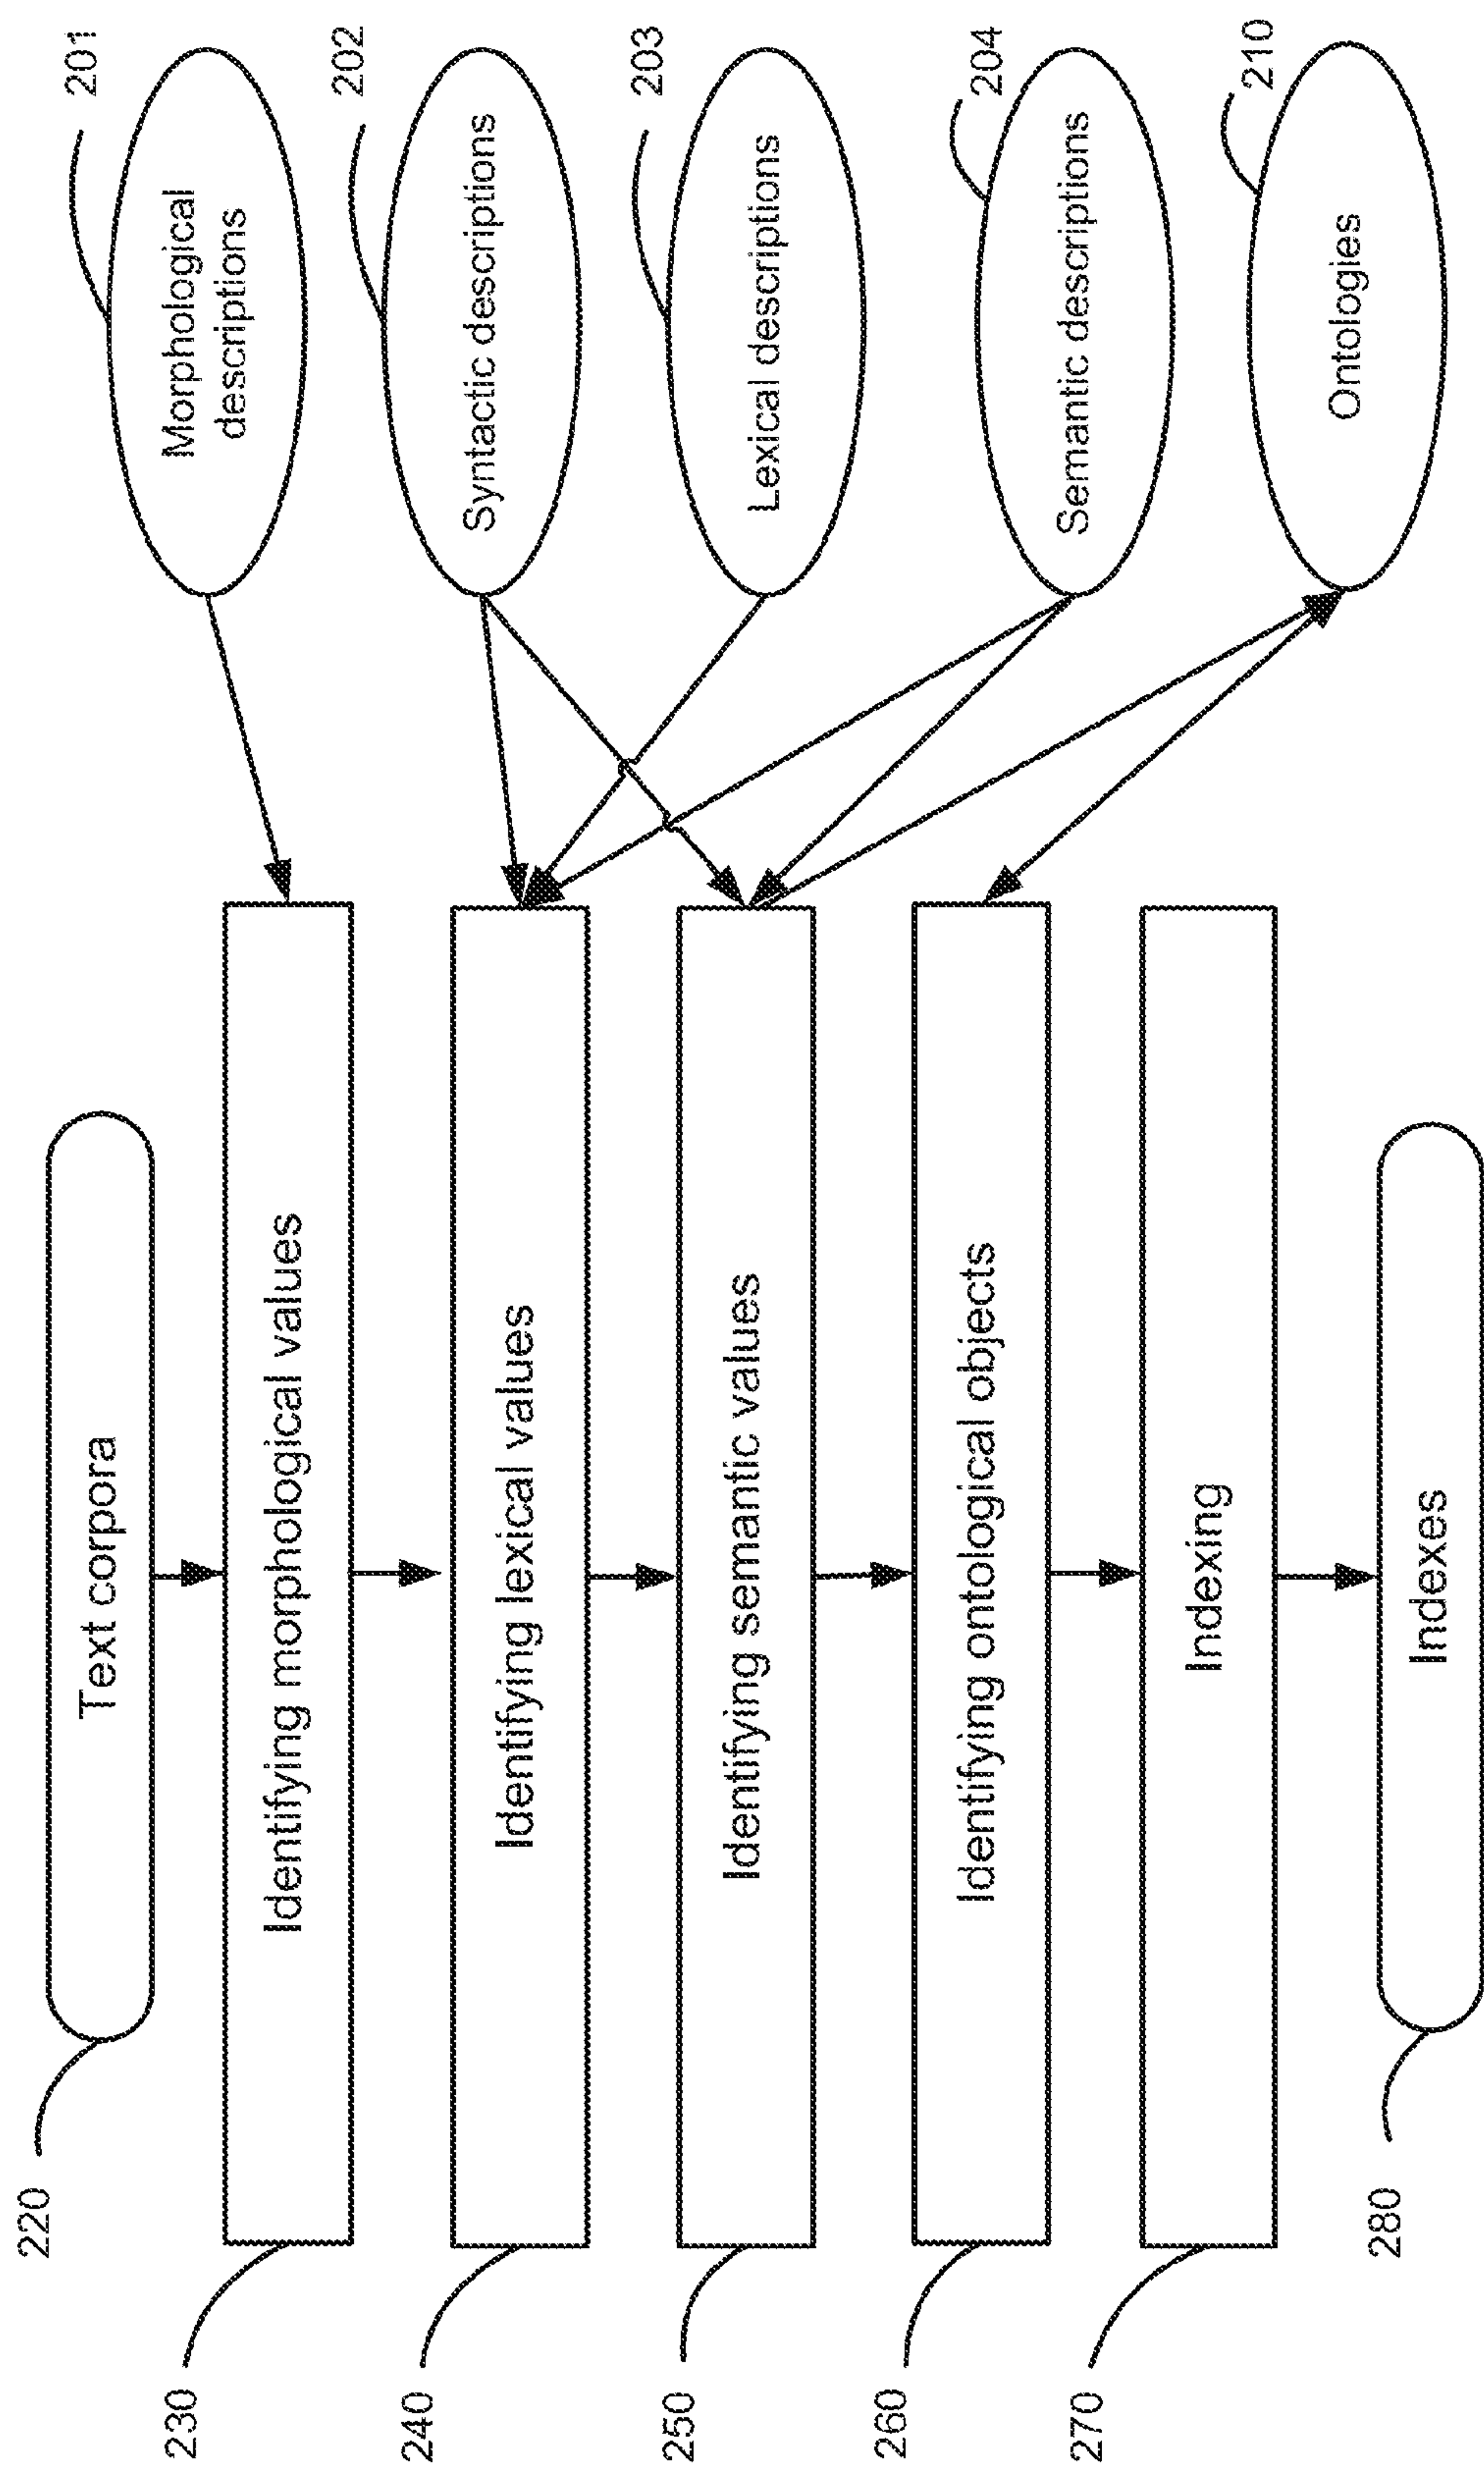 220
Text corpora
230
Identifying morphological values
240
Identifying lexical values
250
Identifying semantic values
260
Identifying ontological objects
270
Indexing
280
Indexes
201
Morphological
descriptions
202
Syntactic descriptions
203
Lexical descriptions
204
Semantic descriptions
210
Ontologies